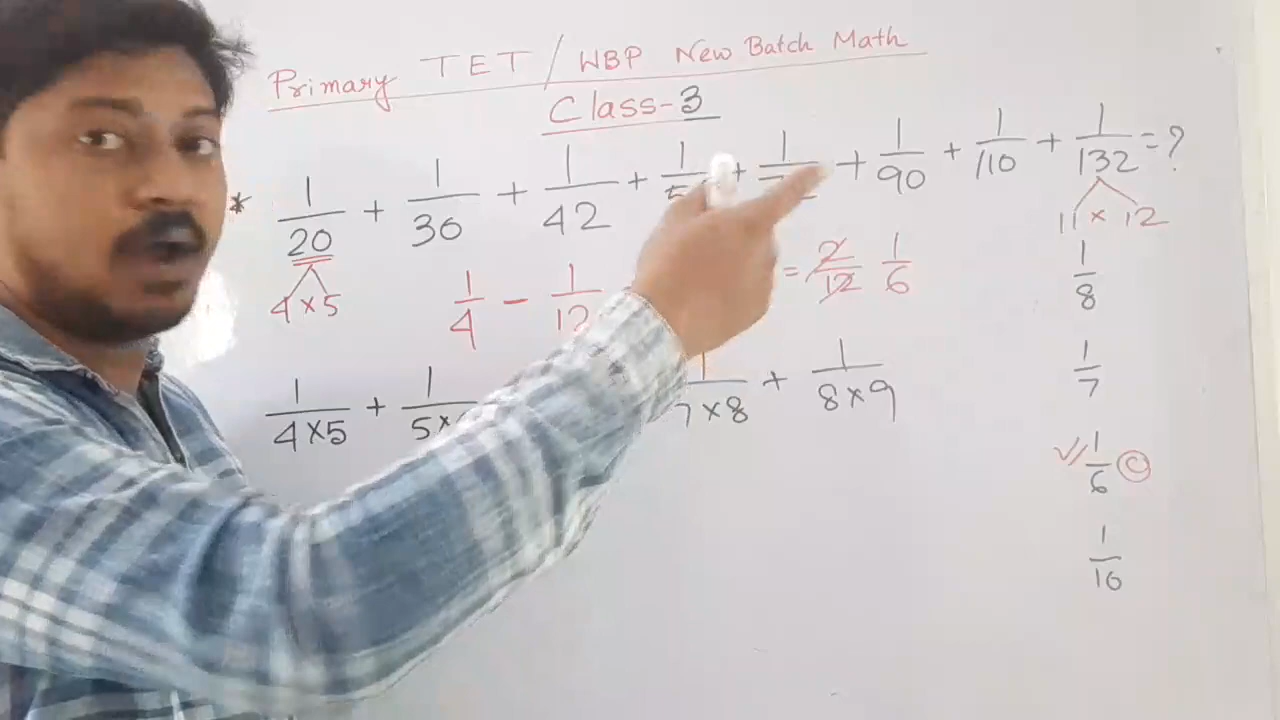 Primary TET / WBP New Batch Math
Class-3
* 1/20 + 1/30 + 1/42 + 1/5 + 1/ + 1/90 + 1/110 + 1/132 = ?
4 × 5
11 × 12
1/4 - 1/12 = 2/12 1/6
1/8
1/(4×5) + 1/(5× 1/(7×8) + 1/(8×9)
1/7
✓ 1/6 C
1/16